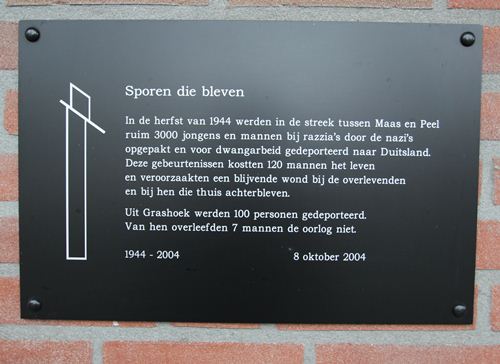 Sporen die bleven
In de herfst van 1944 werden in de streek tussen Maas en Peel
ruim 3000 jongens en mannen bij razzia's door de nazi's
opgepakt en voor dwangarbeid gedeporteerd naar Duitsland.
Deze gebeurtenissen kostten 120 mannen het leven
en veroorzaakten een blijvende wond bij de overlevenden
en bij hen die thuis achterbleven.
Uit Grashoek werden 100 personen gedeporteerd.
Van hen overleefden 7 mannen de oorlog niet.
1944 - 2004 8 oktober 2004